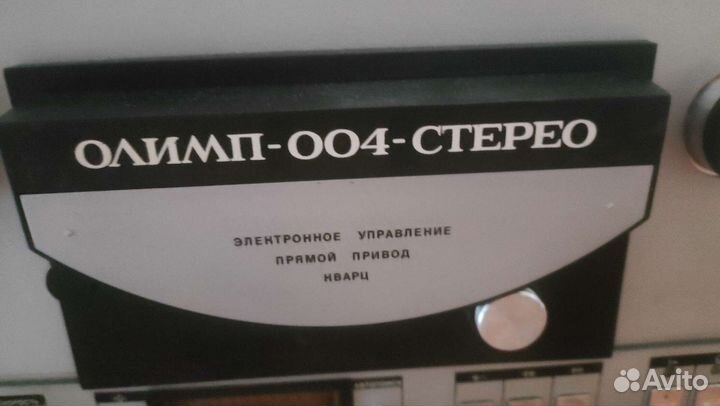 ОЛИМП-004-СТЕРЕО
ЭЛЕКТРОННОЕ УПРАВЛЕНИЕ
ПРЯМОЙ ПРИВОД
КВАРЦ
Avito